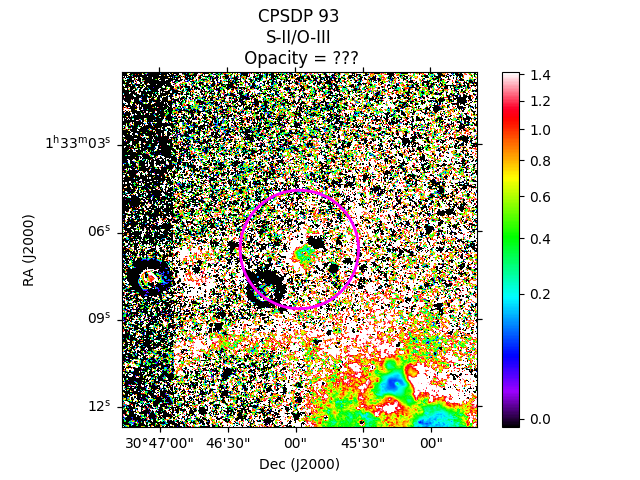 CPSDP 93
S-II/O-III
Opacity = ???
1ʰ33ᵐ03ˢ
06ˢ
09ˢ
12ˢ
RA (J2000)
30°47'00" 46'30" 00" 45'30" 00"
Dec (J2000)
1.4
1.2
1.0
0.8
0.6
0.4
0.2
0.0